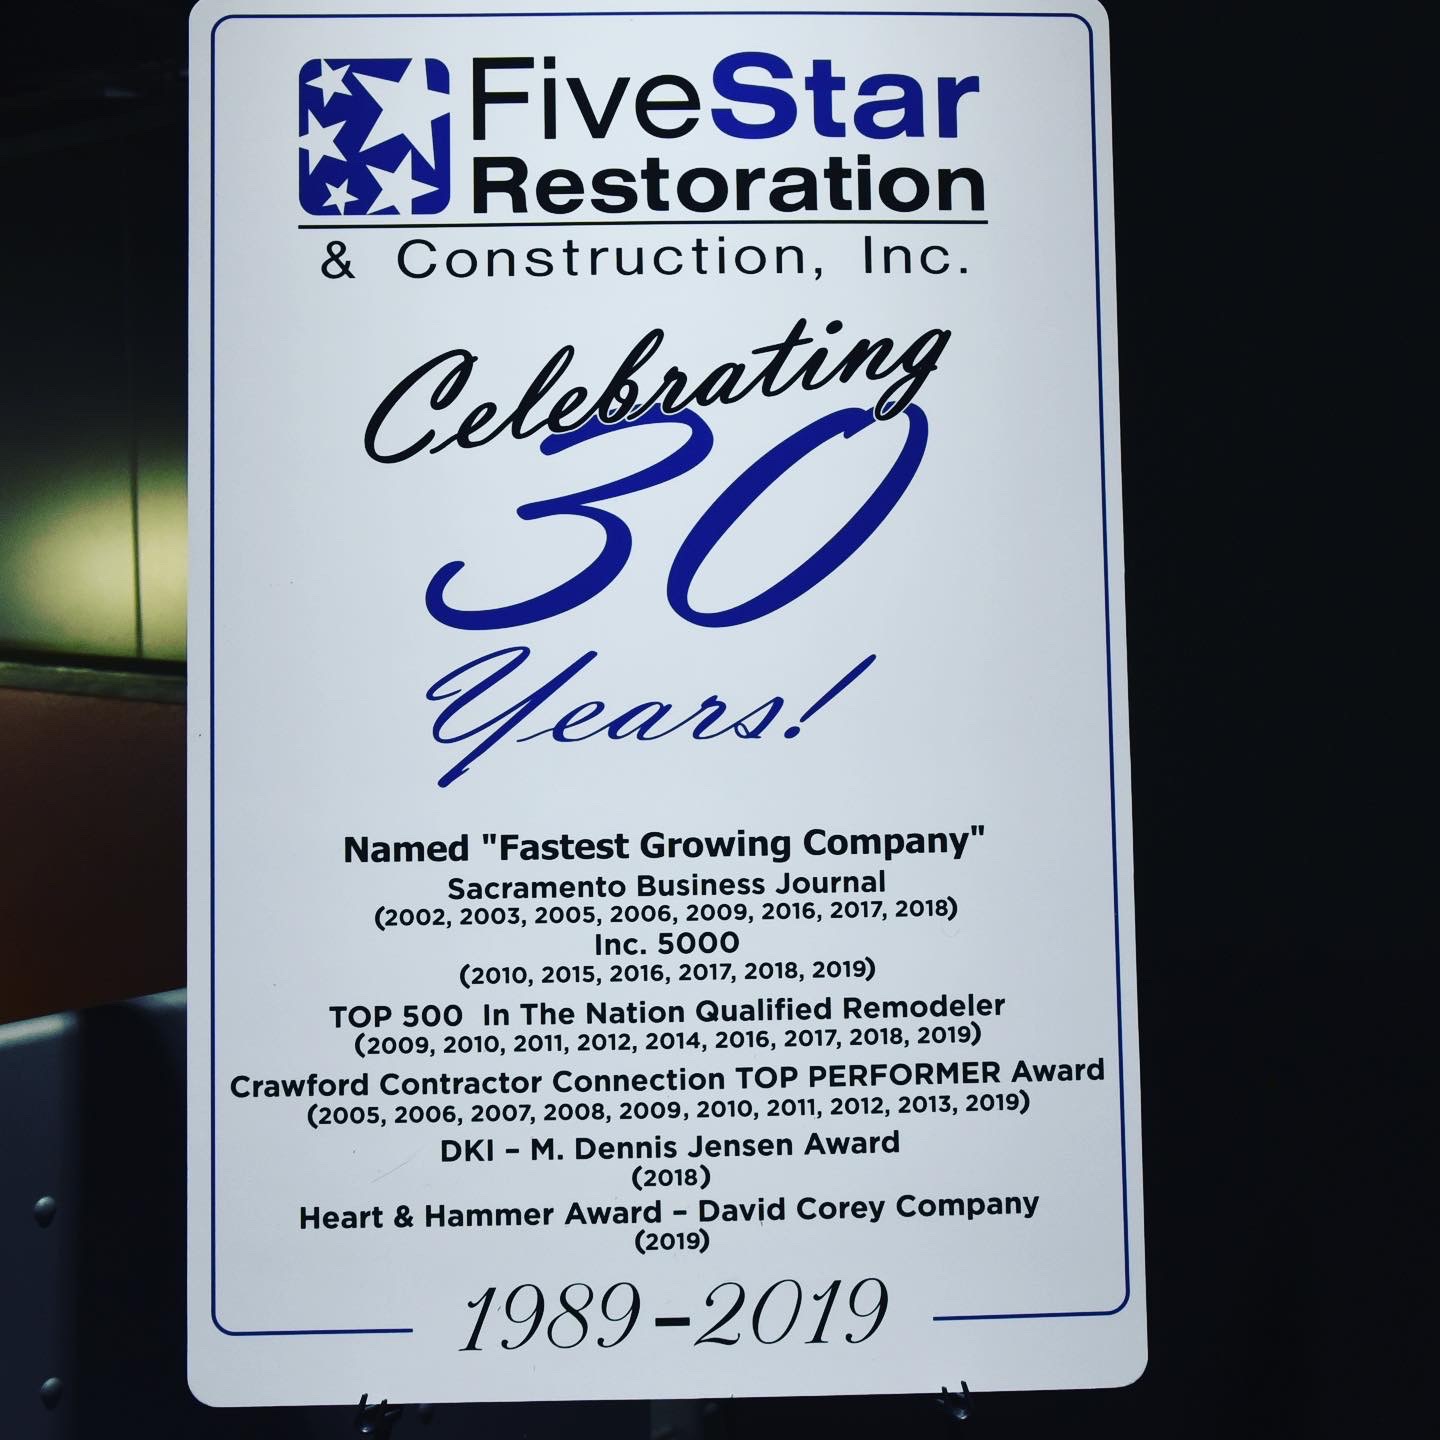 FiveStar
Restoration
& Construction, Inc.
Celebrating
30
Years!
Named "Fastest Growing Company"
Sacramento Business Journal
(2002, 2003, 2005, 2006, 2009, 2016, 2017, 2018)
Inc. 5000
(2010, 2015, 2016, 2017, 2018, 2019)
TOP 500 In The Nation Qualified Remodeler
(2009, 2010, 2011, 2012, 2014, 2016, 2017, 2018, 2019)
Crawford Contractor Connection TOP PERFORMER Award
(2005, 2006, 2007, 2008, 2009, 2010, 2011, 2012, 2013, 2019)
DKI – M. Dennis Jensen Award
(2018)
Heart & Hammer Award – David Corey Company
(2019)
1989–2019